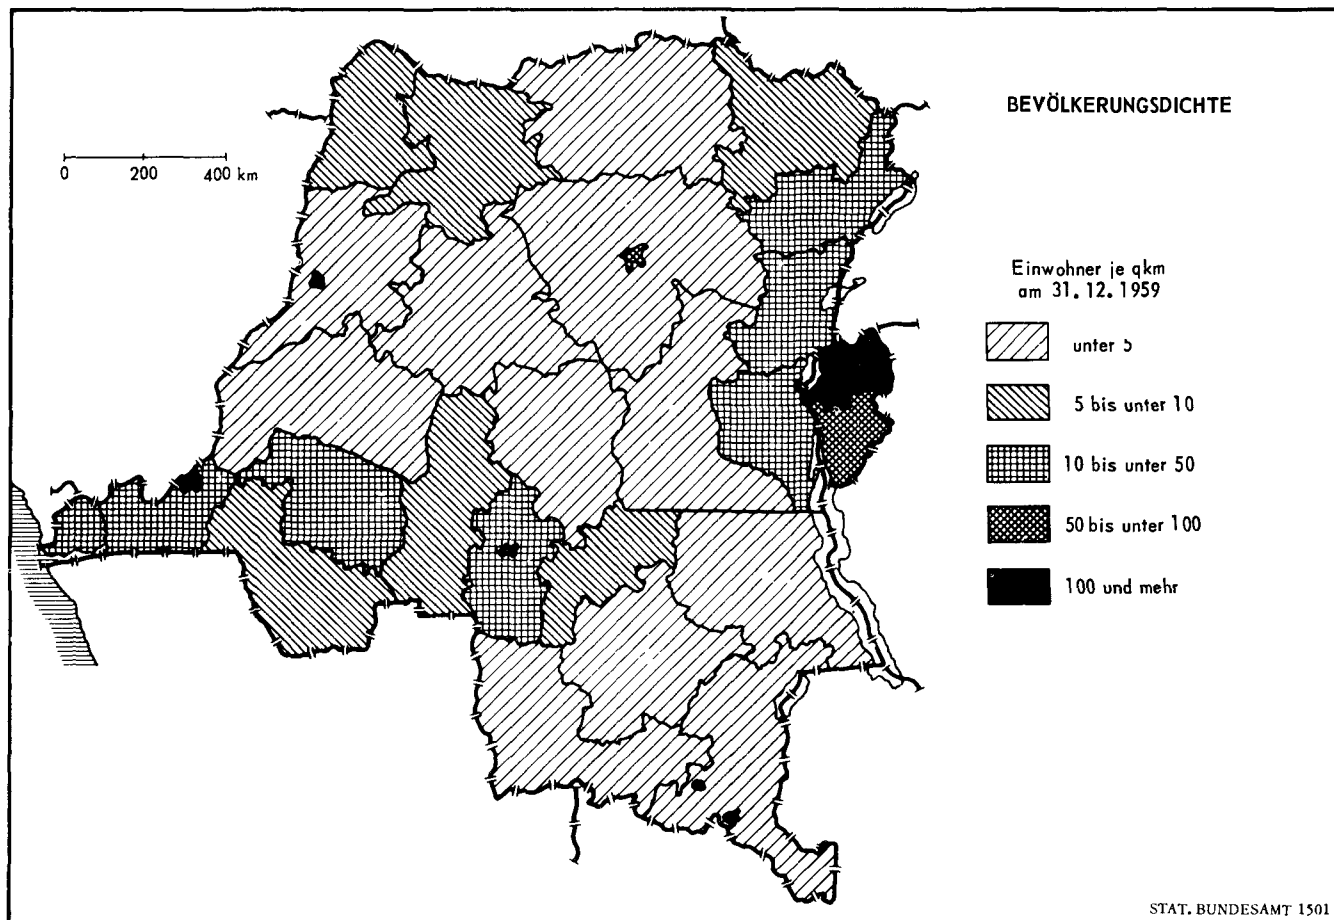 BEVÖLKERUNGSDICHTE
0 200 400 km
Einwohner je qkm
am 31. 12. 1959
unter 5
5 bis unter 10
10 bis unter 50
50 bis unter 100
100 und mehr
STAT. BUNDESAMT 1501